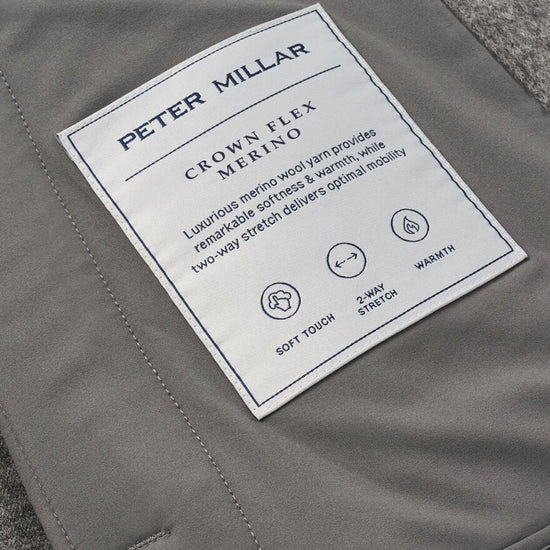 PETER MILLAR
CROWN FLEX
MERINO
Luxurious merino wool yarn provides
remarkable softness & warmth, while
two-way stretch delivers optimal mobility
SOFT TOUCH
2-WAY
STRETCH
WARMTH